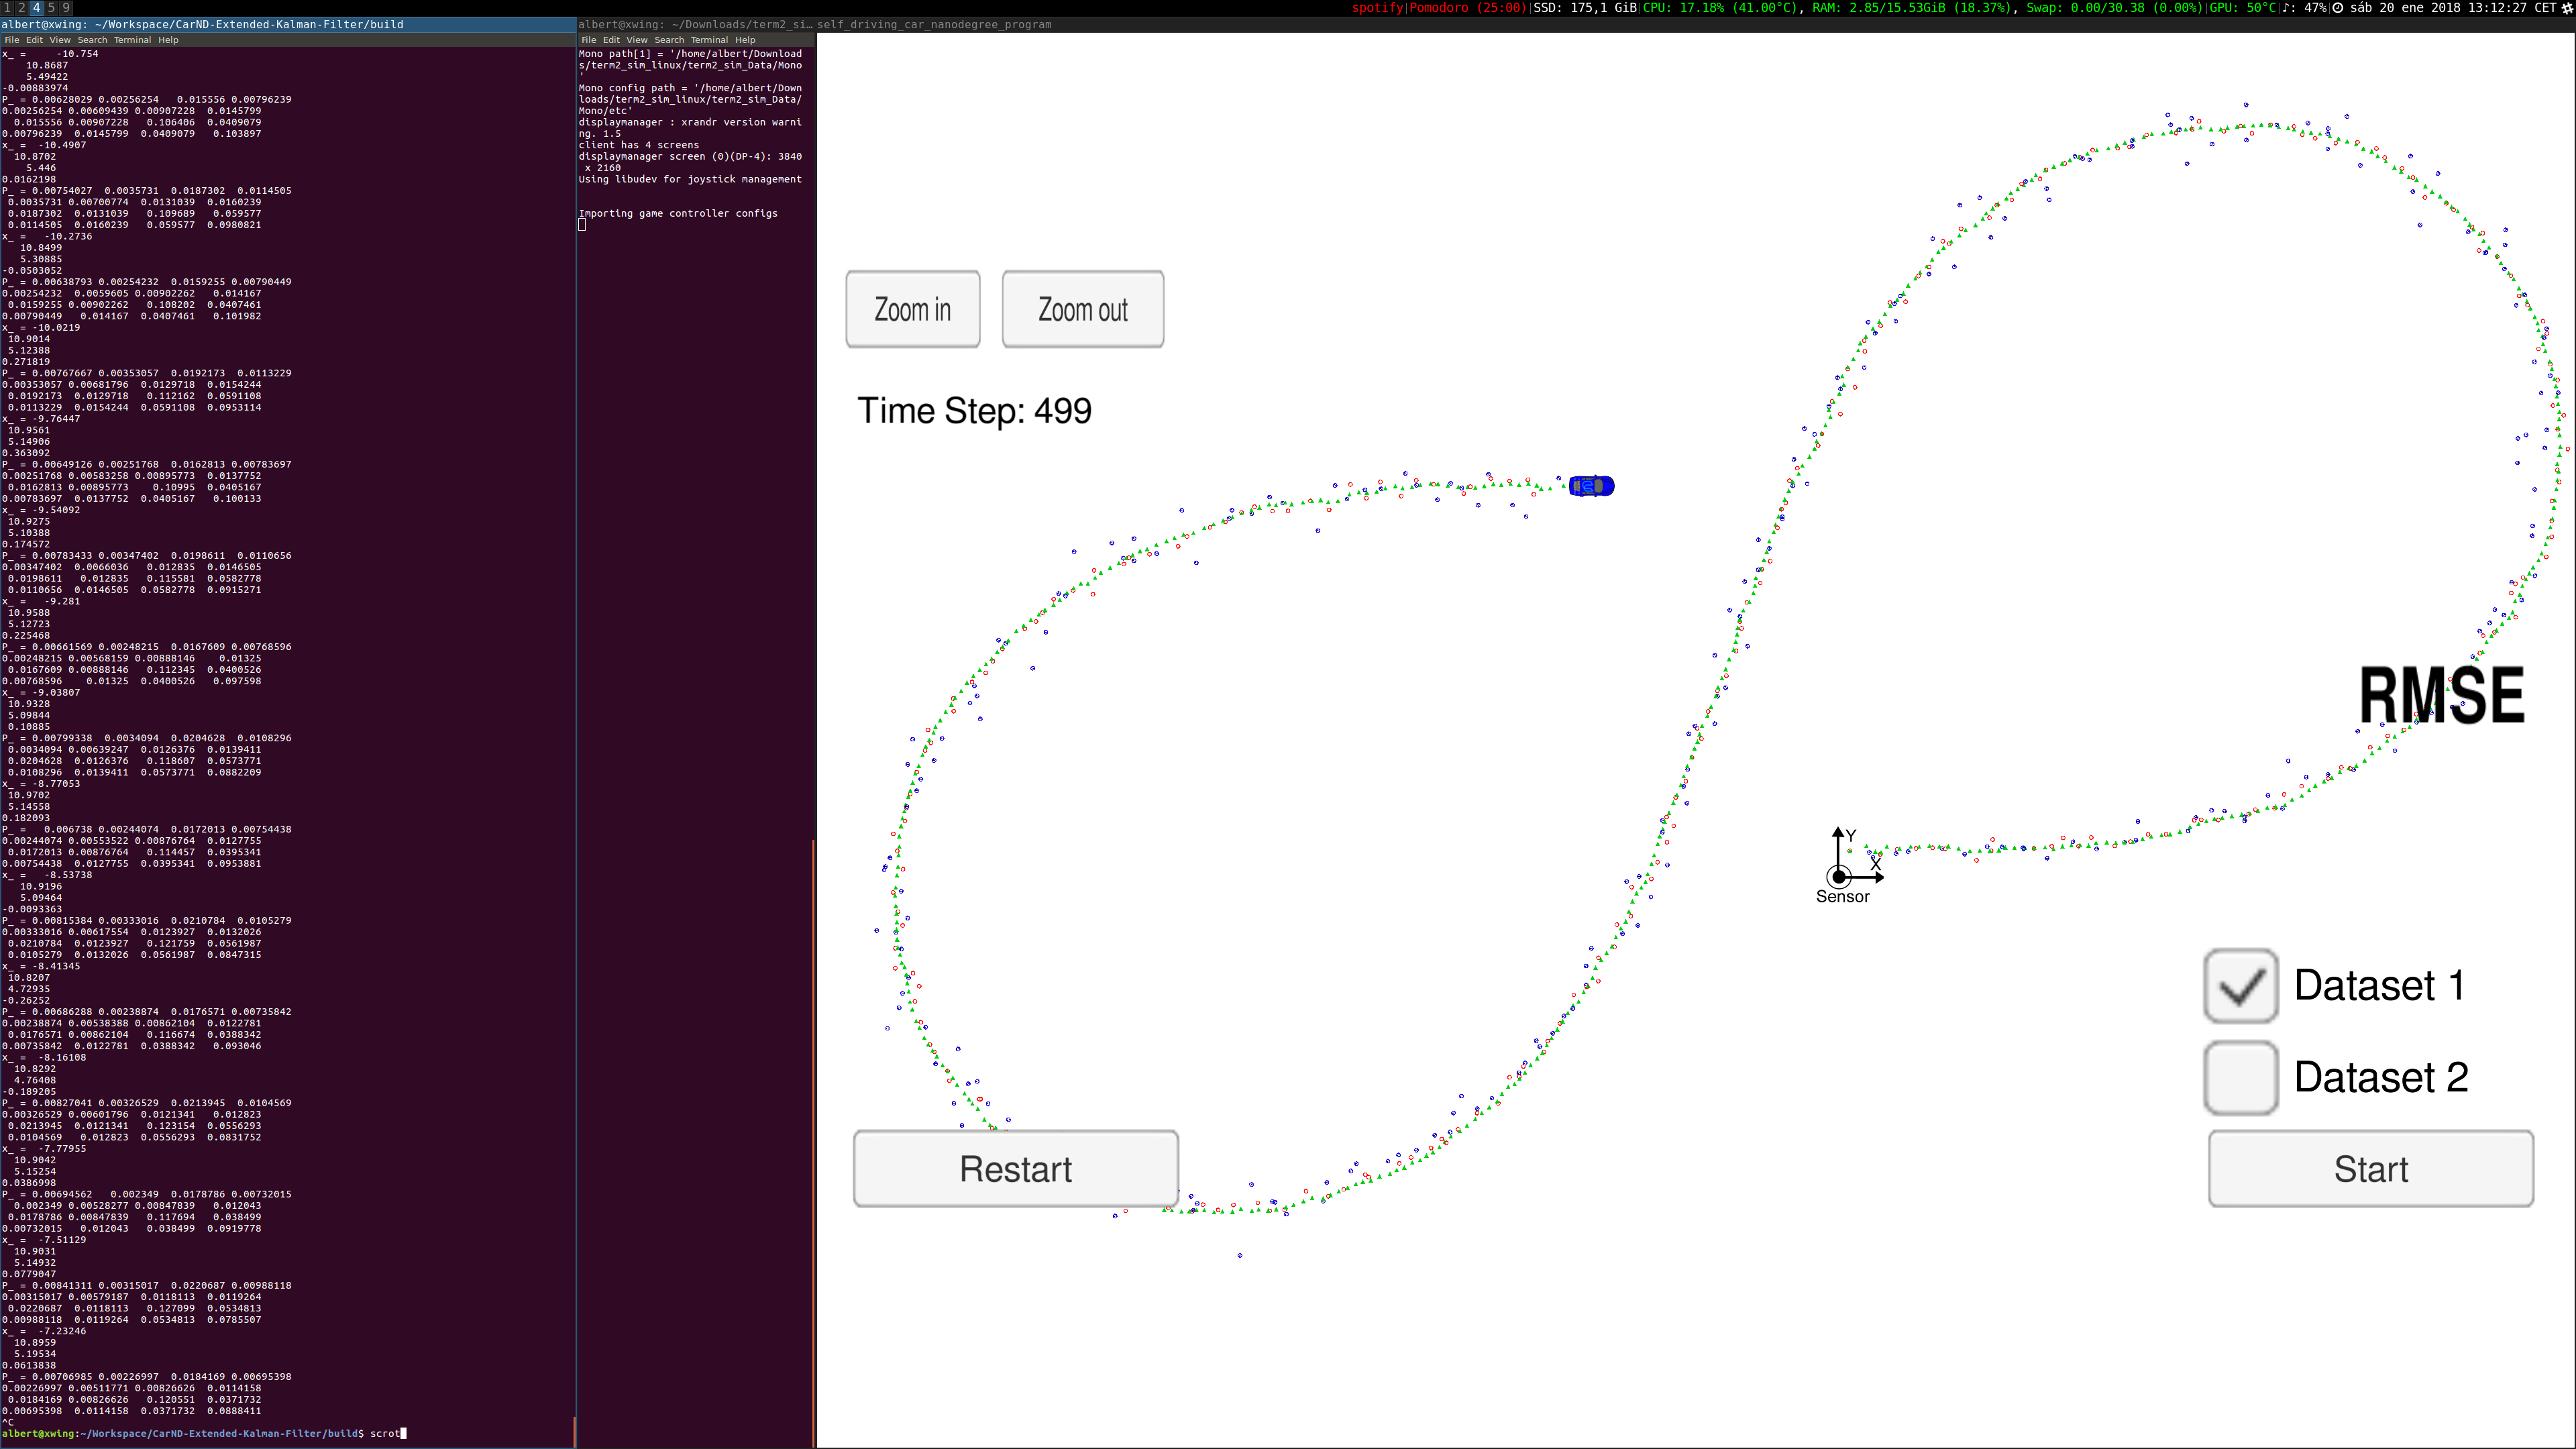 1 2 4 5 9
spotify|Pomodoro (25:00)|SSD: 175,1 GiB|CPU: 17.18% (41.00°C), RAM: 2.85/15.53GiB (18.37%), Swap: 0.00/30.38 (0.00%)|GPU: 50°C|♪: 47%| sáb 20 ene 2018 13:12:27 CET
albert@xwing: ~/Workspace/CarND-Extended-Kalman-Filter/build
File Edit View Search Terminal Help
x_ = -10.754
10.8687
5.49422
-0.00883974
P_ = 0.00628029 0.00256254 0.015556 0.00796239
0.00256254 0.00609439 0.00907228 0.0145799
0.015556 0.00907228 0.106406 0.0409079
0.00796239 0.0145799 0.0409079 0.103897
x_ = -10.4907
10.8702
5.446
0.0162198
P_ = 0.00754027 0.0035731 0.0187302 0.0114505
0.0035731 0.00700774 0.0131039 0.0160239
0.0187302 0.0131039 0.109689 0.059577
0.0114505 0.0160239 0.059577 0.0980821
x_ = -10.2736
10.8499
5.30885
-0.0503052
P_ = 0.00638793 0.00254232 0.0159255 0.00790449
0.00254232 0.0059605 0.00902262 0.014167
0.0159255 0.00902262 0.108202 0.0407461
0.00790449 0.014167 0.0407461 0.101982
x_ = -10.0219
10.9014
5.12388
0.271819
P_ = 0.00767667 0.00353057 0.0192173 0.0113229
0.00353057 0.00681796 0.0129718 0.0154244
0.0192173 0.0129718 0.112162 0.0591108
0.0113229 0.0154244 0.0591108 0.0953114
x_ = -9.76447
10.9561
5.14906
0.363092
P_ = 0.00649126 0.00251768 0.0162813 0.00783697
0.00251768 0.00583258 0.00895773 0.0137752
0.0162813 0.00895773 0.10995 0.0405167
0.00783697 0.0137752 0.0405167 0.100133
x_ = -9.54092
10.9275
5.10388
0.174572
P_ = 0.00783433 0.00347402 0.0198611 0.0110656
0.00347402 0.0066036 0.012835 0.0146505
0.0198611 0.012835 0.115581 0.0582778
0.0110656 0.0146505 0.0582778 0.0915271
x_ = -9.281
10.9588
5.12723
0.225468
P_ = 0.00661569 0.00248215 0.0167609 0.00768596
0.00248215 0.00568159 0.00888146 0.01325
0.0167609 0.00888146 0.112345 0.0400526
0.00768596 0.01325 0.0400526 0.097598
x_ = -9.03807
10.9328
5.09844
0.10885
P_ = 0.00799338 0.0034094 0.0204628 0.0108296
0.0034094 0.00639247 0.0126376 0.0139411
0.0204628 0.0126376 0.118607 0.0573771
0.0108296 0.0139411 0.0573771 0.0882209
x_ = -8.77053
10.9702
5.14558
0.182093
P_ = 0.006738 0.00244074 0.0172013 0.00754438
0.00244074 0.00553522 0.00876764 0.0127755
0.0172013 0.00876764 0.114457 0.0395341
0.00754438 0.0127755 0.0395341 0.0953881
x_ = -8.53738
10.9196
5.09464
-0.0093363
P_ = 0.00815384 0.00333016 0.0210784 0.0105279
0.00333016 0.00617554 0.0123927 0.0132026
0.0210784 0.0123927 0.121759 0.0561987
0.0105279 0.0132026 0.0561987 0.0847315
x_ = -8.41345
10.8207
4.72935
-0.26252
P_ = 0.00686288 0.00238874 0.0176571 0.00735842
0.00238874 0.00538388 0.00862104 0.0122781
0.0176571 0.00862104 0.116674 0.0388342
0.00735842 0.0122781 0.0388342 0.093046
x_ = -8.16108
10.8292
4.76408
-0.189205
P_ = 0.00827041 0.00326529 0.0213945 0.0104569
0.00326529 0.00601796 0.0121341 0.012823
0.0213945 0.0121341 0.123154 0.0556293
0.0104569 0.012823 0.0556293 0.0831752
x_ = -7.77955
10.9042
5.15254
0.0386998
P_ = 0.00694562 0.002349 0.0178786 0.00732015
0.002349 0.00528277 0.00847839 0.012043
0.0178786 0.00847839 0.117694 0.038499
0.00732015 0.012043 0.038499 0.0919778
x_ = -7.51129
10.9031
5.14932
0.0779047
P_ = 0.00841311 0.00315017 0.0220687 0.00988118
0.00315017 0.00579187 0.0118113 0.0119264
0.0220687 0.0118113 0.127099 0.0534813
0.00988118 0.0119264 0.0534813 0.0785507
x_ = -7.23246
10.8959
5.19534
0.0613838
P_ = 0.00706985 0.00226997 0.0184169 0.00695398
0.00226997 0.00511771 0.00826626 0.0114158
0.0184169 0.00826626 0.120551 0.0371732
0.00695398 0.0114158 0.0371732 0.0888411
^C
albert@xwing:~/Workspace/CarND-Extended-Kalman-Filter/build$ scrot
albert@xwing: ~/Downloads/term2_si…
File Edit View Search Terminal Help
Mono path[1] = '/home/albert/Download
s/term2_sim_linux/term2_sim_Data/Mono
'
Mono config path = '/home/albert/Down
loads/term2_sim_linux/term2_sim_Data/
Mono/etc'
displaymanager : xrandr version warni
ng. 1.5
client has 4 screens
displaymanager screen (0)(DP-4): 3840
x 2160
Using libudev for joystick management
Importing game controller configs
self_driving_car_nanodegree_program
Zoom in
Zoom out
Time Step: 499
RMSE
Y
X
Sensor
Dataset 1
Dataset 2
Restart
Start